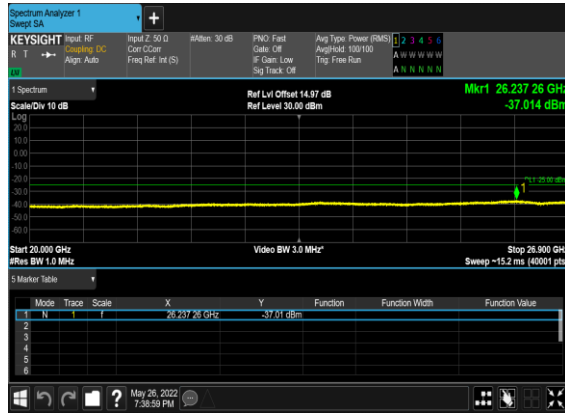 Spectrum Analyzer 1
Swept SA
+
KEYSIGHT Input: RF Input Z: 50 Ω #Atten: 30 dB PNO: Fast Avg Type: Power (RMS) 1 2 3 4 5 6
R T Coupling: DC Corr CCorr Gate: Off Avg|Hold: 100/100 A W W W W W
Align: Auto Freq Ref: Int (S) IF Gain: Low Trig: Free Run
LW Sig Track: Off A N N N N N
1 Spectrum Ref Lvl Offset 14.97 dB Mkr1 26.237 26 GHz
Scale/Div 10 dB Ref Level 30.00 dBm -37.014 dBm
Log
20.0
10.0
0.00
-10.0
-20.0
DL1 -25.00 dBm
1
-30.0
-40.0
-50.0
-60.0
Start 20.000 GHz Video BW 3.0 MHz* Stop 26.900 GHz
#Res BW 1.0 MHz Sweep ~15.2 ms (40001 pts)
5 Marker Table
Mode Trace Scale X Y Function Function Width Function Value
1 N 1 f 26.237 26 GHz -37.01 dBm
2
3
4
5
6
? May 26, 2022
7:38:59 PM